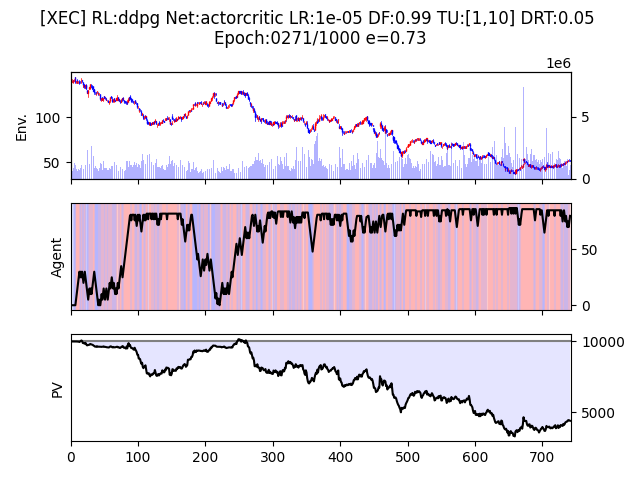 [XEC] RL:ddpg Net:actorcritic LR:1e-05 DF:0.99 TU:[1,10] DRT:0.05
Epoch:0271/1000 e=0.73
1e6
Env.
100
50
5
0
Agent
50
0
PV
10000
5000
0 100 200 300 400 500 600 700